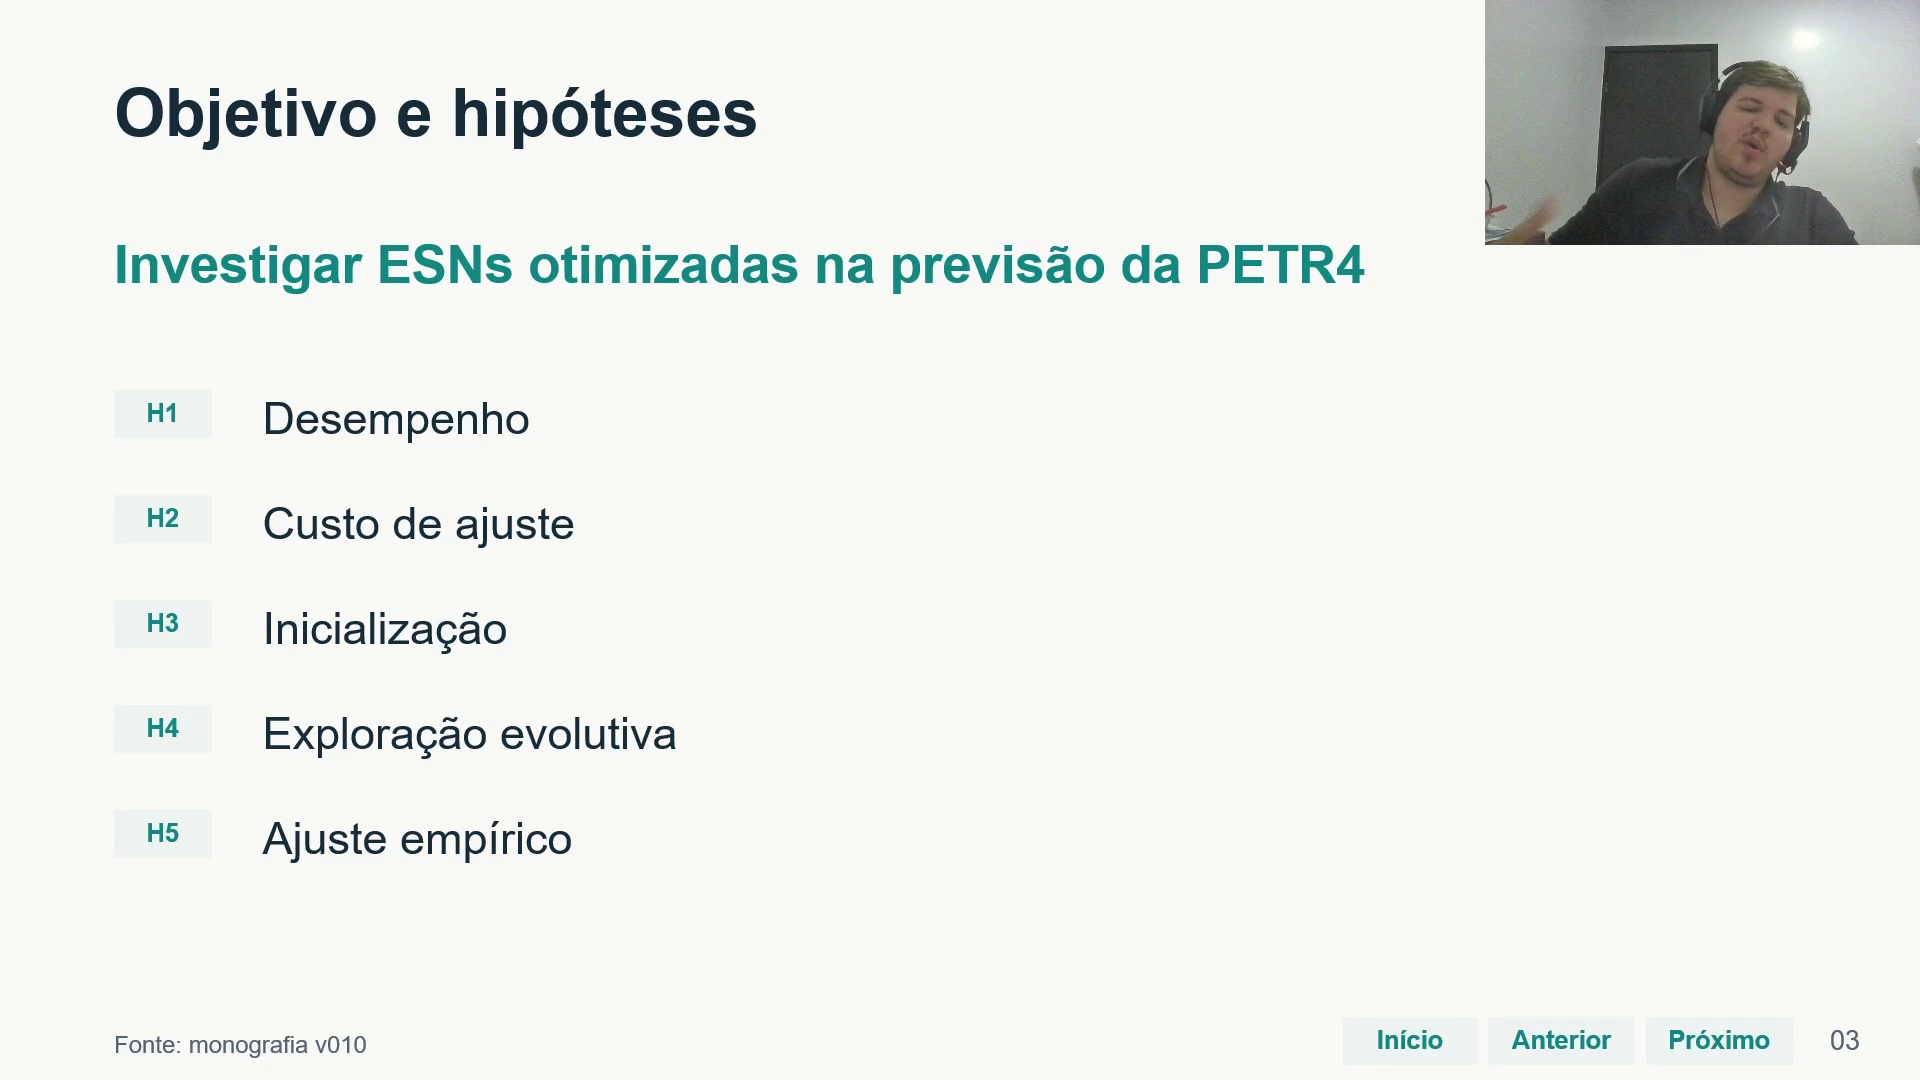 Objetivo e hipóteses
Investigar ESNs otimizadas na previsão da PETR4
H1 Desempenho
H2 Custo de ajuste
H3 Inicialização
H4 Exploração evolutiva
H5 Ajuste empírico
Fonte: monografia v010
Início Anterior Próximo 03